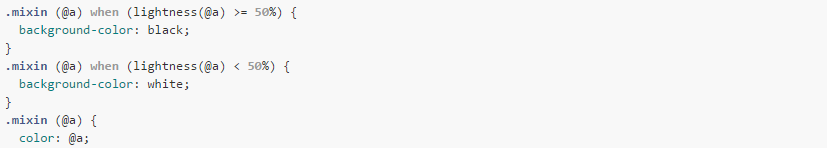 .mixin (@a) when (lightness(@a) >= 50%) {
  background-color: black;
}
.mixin (@a) when (lightness(@a) < 50%) {
  background-color: white;
}
.mixin (@a) {
  color: @a;